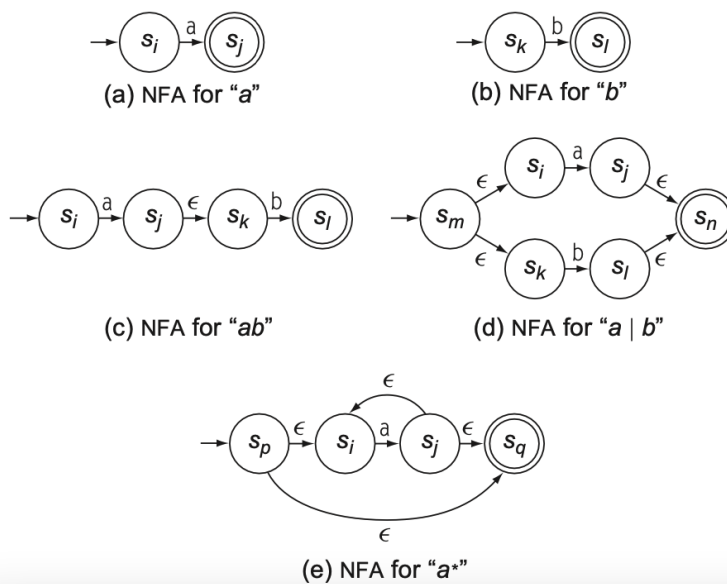 a
s_i s_j
(a) NFA for “a”
b
s_k s_l
(b) NFA for “b”
a ϵ b
s_i s_j s_k s_l
(c) NFA for “ab”
a
s_i s_j
ϵ ϵ
s_m s_n
ϵ ϵ
b
s_k s_l
(d) NFA for “a | b”
ϵ
ϵ a ϵ
s_p s_i s_j s_q
ϵ
(e) NFA for “a*”